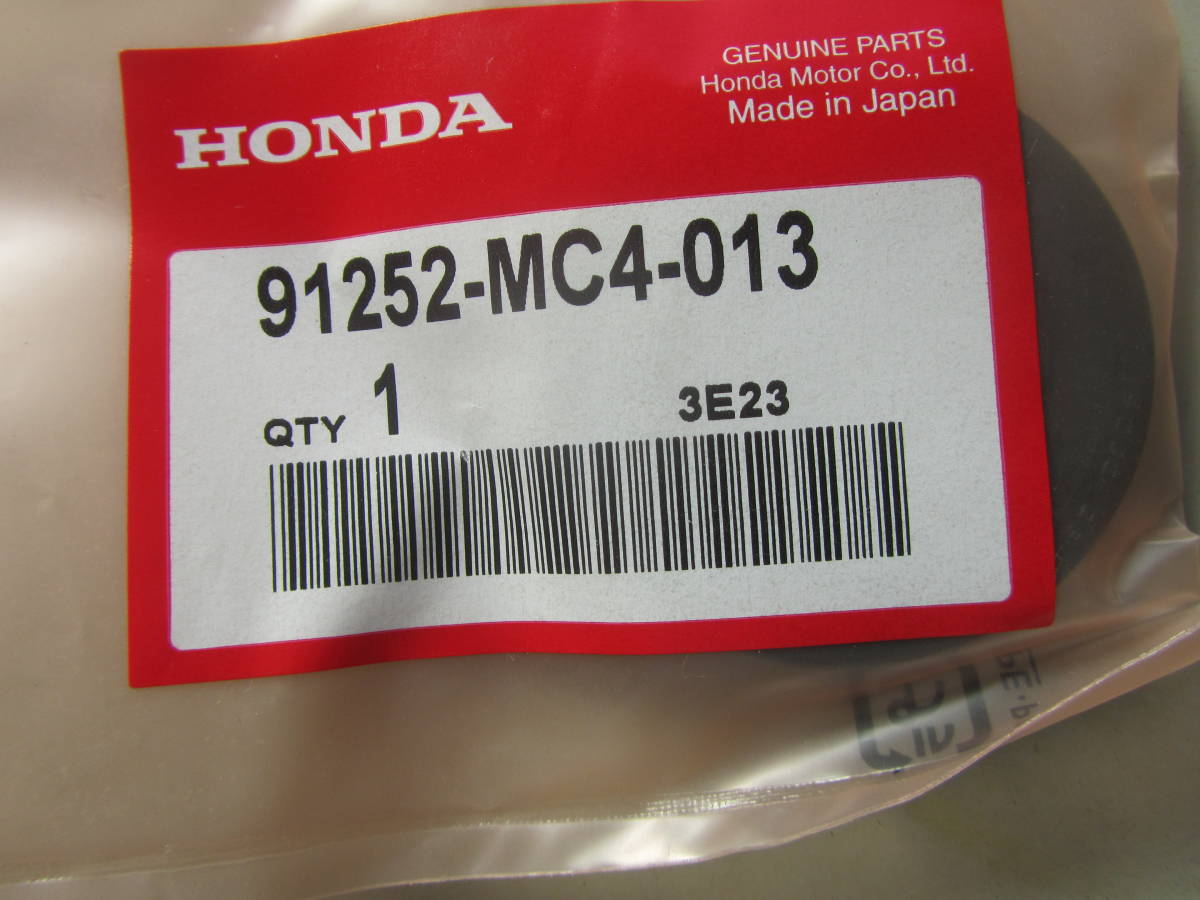 HONDA
GENUINE PARTS
Honda Motor Co., Ltd.
Made in Japan
91252-MC4-013
QTY 1
3E23